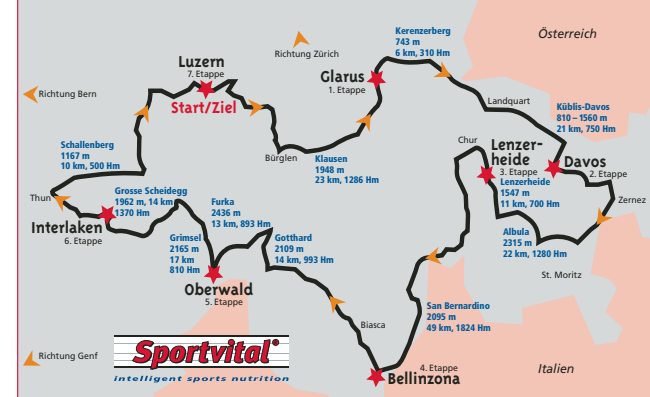 Kerenzerberg
743 m
6 km, 310 Hm
Österreich
Richtung Zürich
Luzern
7. Etappe
Start/Ziel
Glarus
1. Etappe
Richtung Bern
Landquart
Küblis-Davos
810 – 1560 m
21 km, 750 Hm
Schallenberg
1167 m
10 km, 500 Hm
Bürglen
Klausen
1948 m
23 km, 1286 Hm
Chur
Lenzer-
heide
3. Etappe
Lenzerheide
1547 m
11 km, 700 Hm
Davos
2. Etappe
Zernez
Thun
Grosse Scheidegg
1962 m, 14 km
1370 Hm
Interlaken
6. Etappe
Furka
2436 m
13 km, 893 Hm
Grimsel
2165 m
17 km
810 Hm
Gotthard
2109 m
14 km, 993 Hm
Albula
2315 m
22 km, 1280 Hm
St. Moritz
Oberwald
5. Etappe
San Bernardino
2095 m
49 km, 1824 Hm
Biasca
Richtung Genf
Sportvital®
intelligent sports nutrition
4. Etappe
Bellinzona
Italien